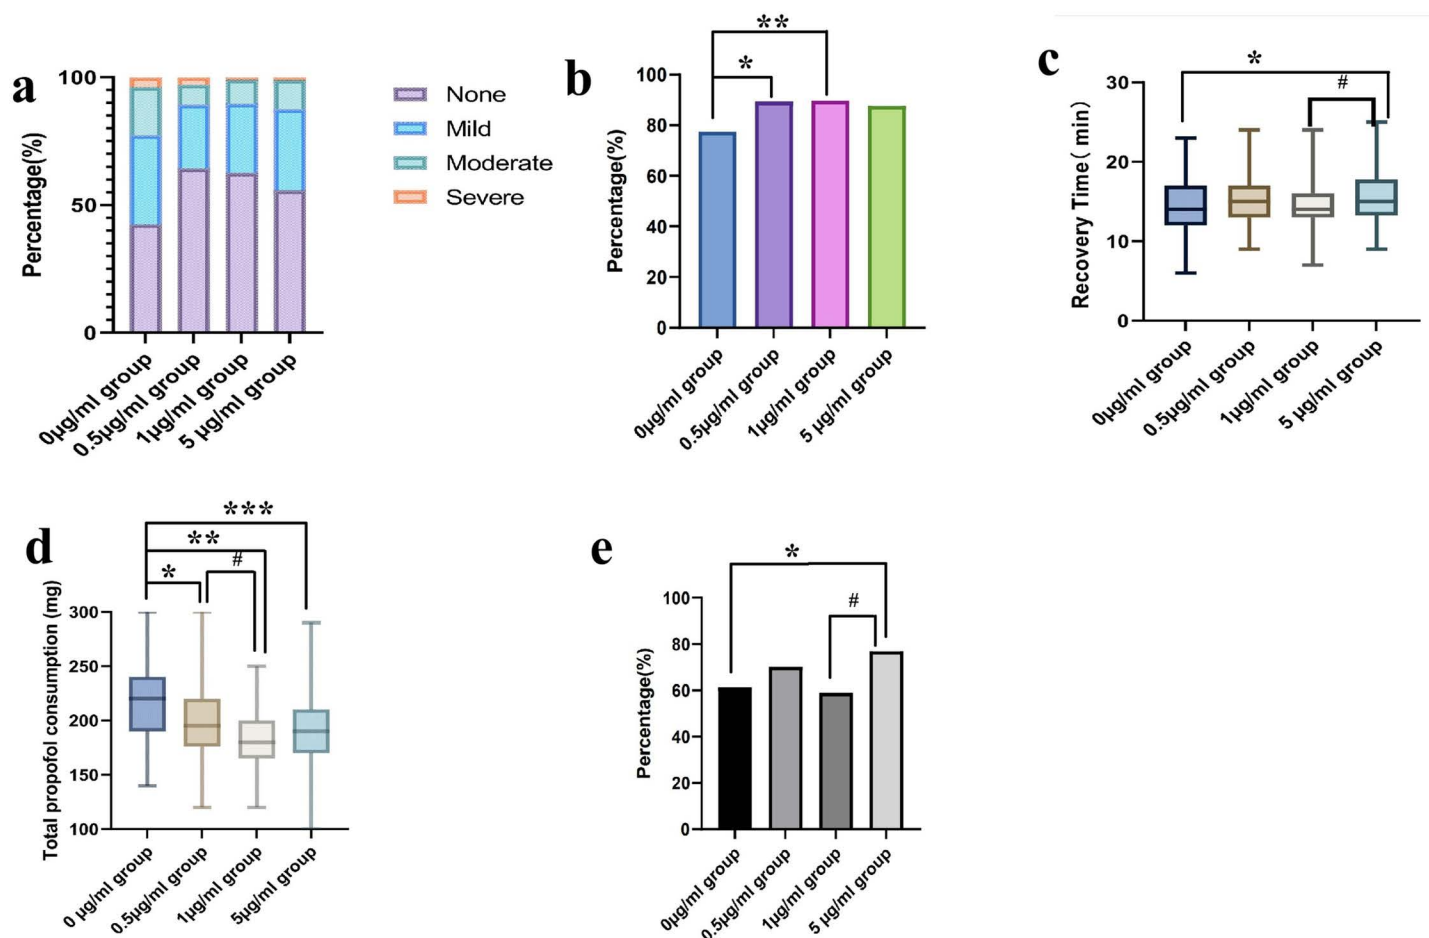 a
Percentage(%)
100
50
0
0μg/ml group
0.5μg/ml group
1μg/ml group
5 μg/ml group
None
Mild
Moderate
Severe
b
**
*
Percentage(%)
100
80
60
40
20
0
0μg/ml group
0.5μg/ml group
1μg/ml group
5 μg/ml group
c
*
#
Recovery Time( min)
30
20
10
0
0μg/ml group
0.5μg/ml group
1μg/ml group
5 μg/ml group
d
***
**
#
*
Total propofol consumption (mg)
300
250
200
150
100
0 μg/ml group
0.5μg/ml group
1μg/ml group
5μg/ml group
e
*
#
Percentage(%)
100
80
60
40
20
0
0μg/ml group
0.5μg/ml group
1μg/ml group
5 μg/ml group